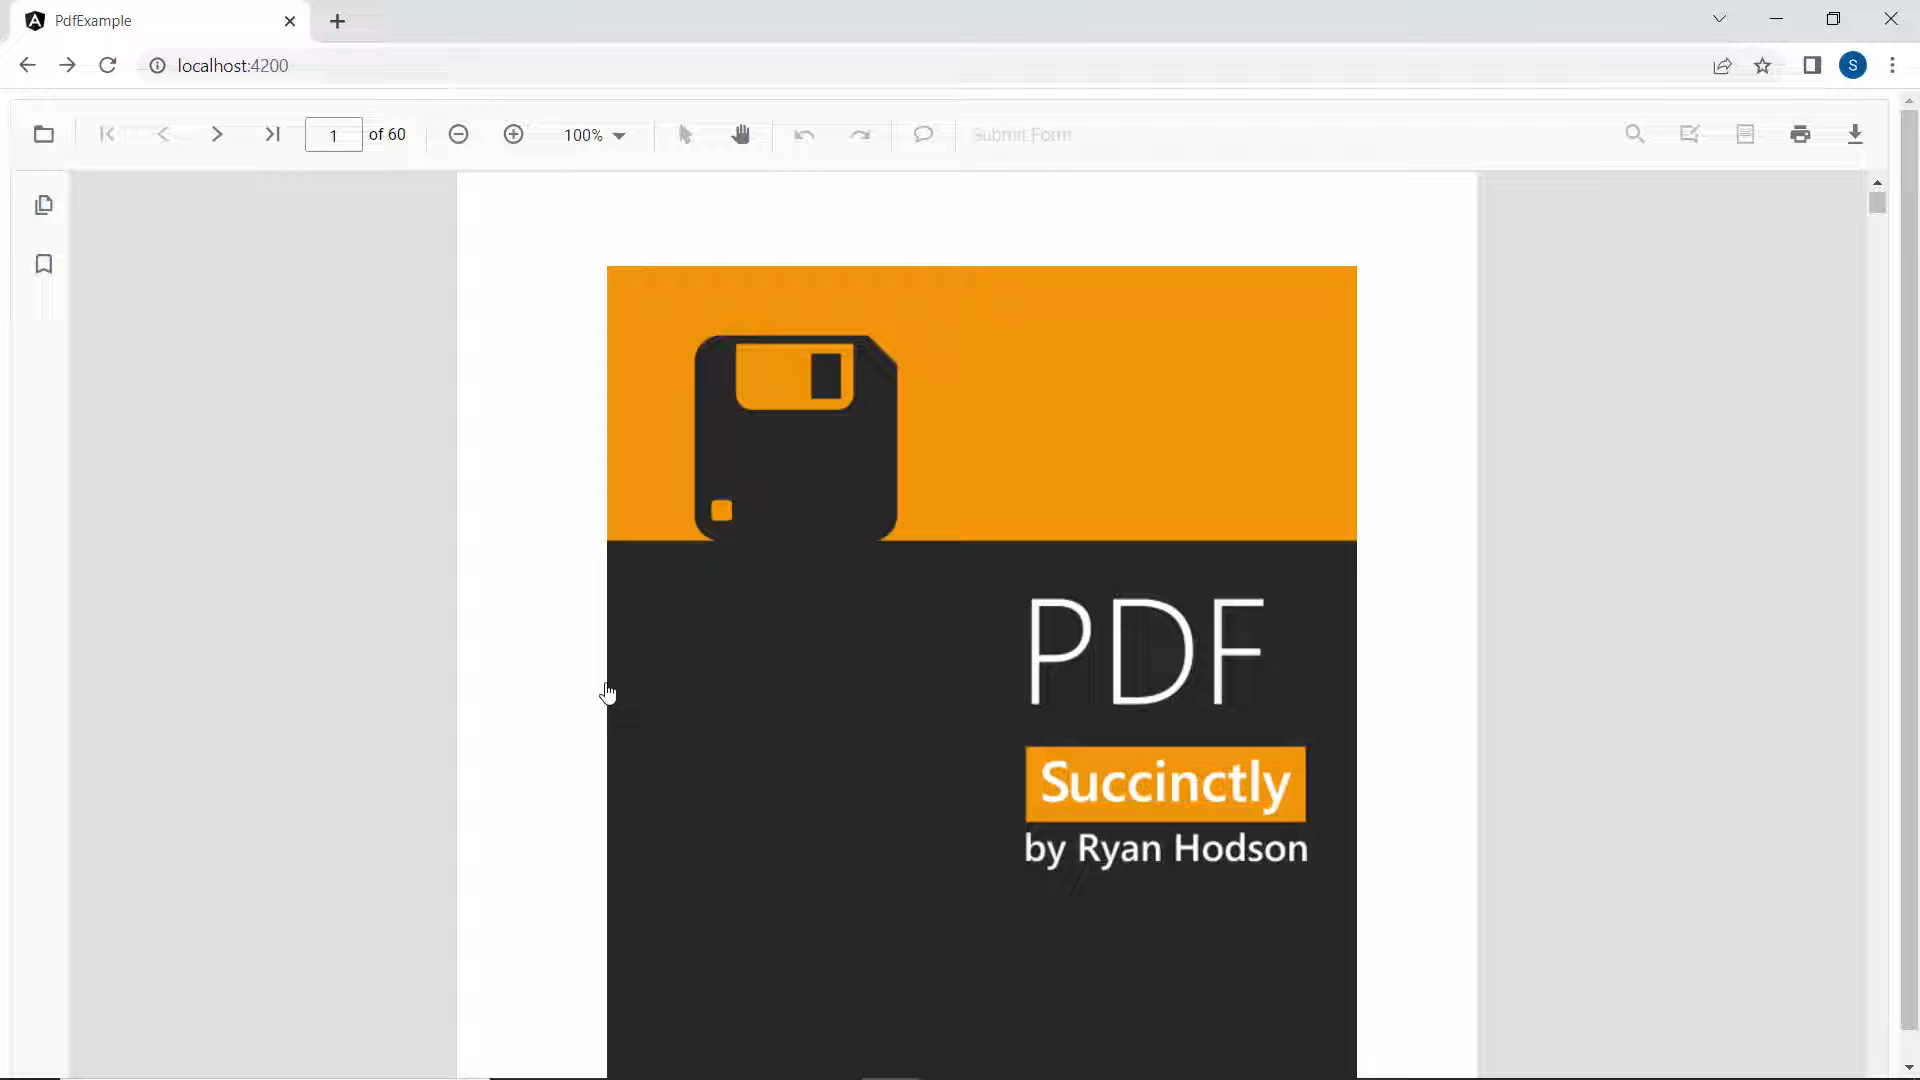 PdfExample
localhost:4200
S
1 of 60
100%
Submit Form
PDF
Succinctly
by Ryan Hodson